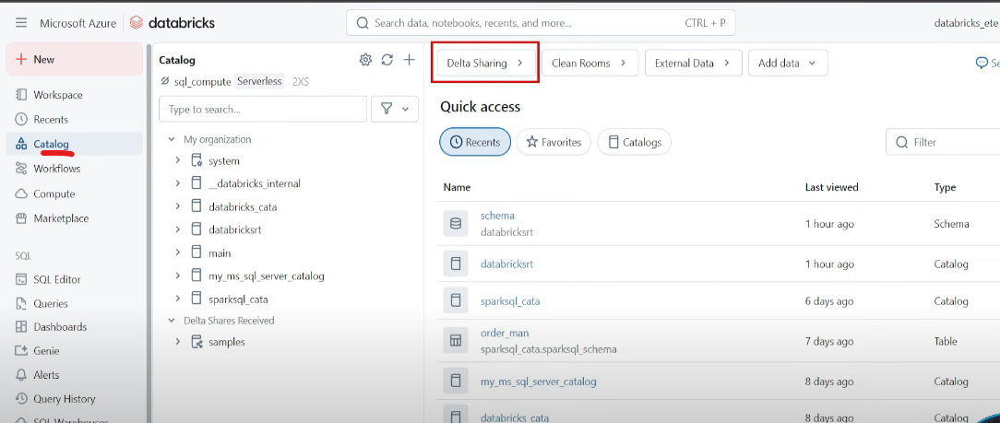 Microsoft Azure databricks
Search data, notebooks, recents, and more... CTRL + P
databricks_ete
New
Workspace
Recents
Catalog
Workflows
Compute
Marketplace
SQL
SQL Editor
Queries
Dashboards
Genie
Alerts
Query History
SQL Warehouses
Catalog
sql_compute Serverless 2XS
Type to search...
My organization
system
__databricks_internal
databricks_cata
databricksrt
main
my_ms_sql_server_catalog
sparksql_cata
Delta Shares Received
samples
Delta Sharing > Clean Rooms > External Data > Add data
Se
Quick access
Recents Favorites Catalogs
Filter
Name Last viewed Type
schema
databricksrt
1 hour ago Schema
databricksrt 1 hour ago Catalog
sparksql_cata 6 days ago Catalog
order_man
sparksql_cata.sparksql_schema
7 days ago Table
my_ms_sql_server_catalog 8 days ago Catalog
databricks_cata 8 days ago Catalog